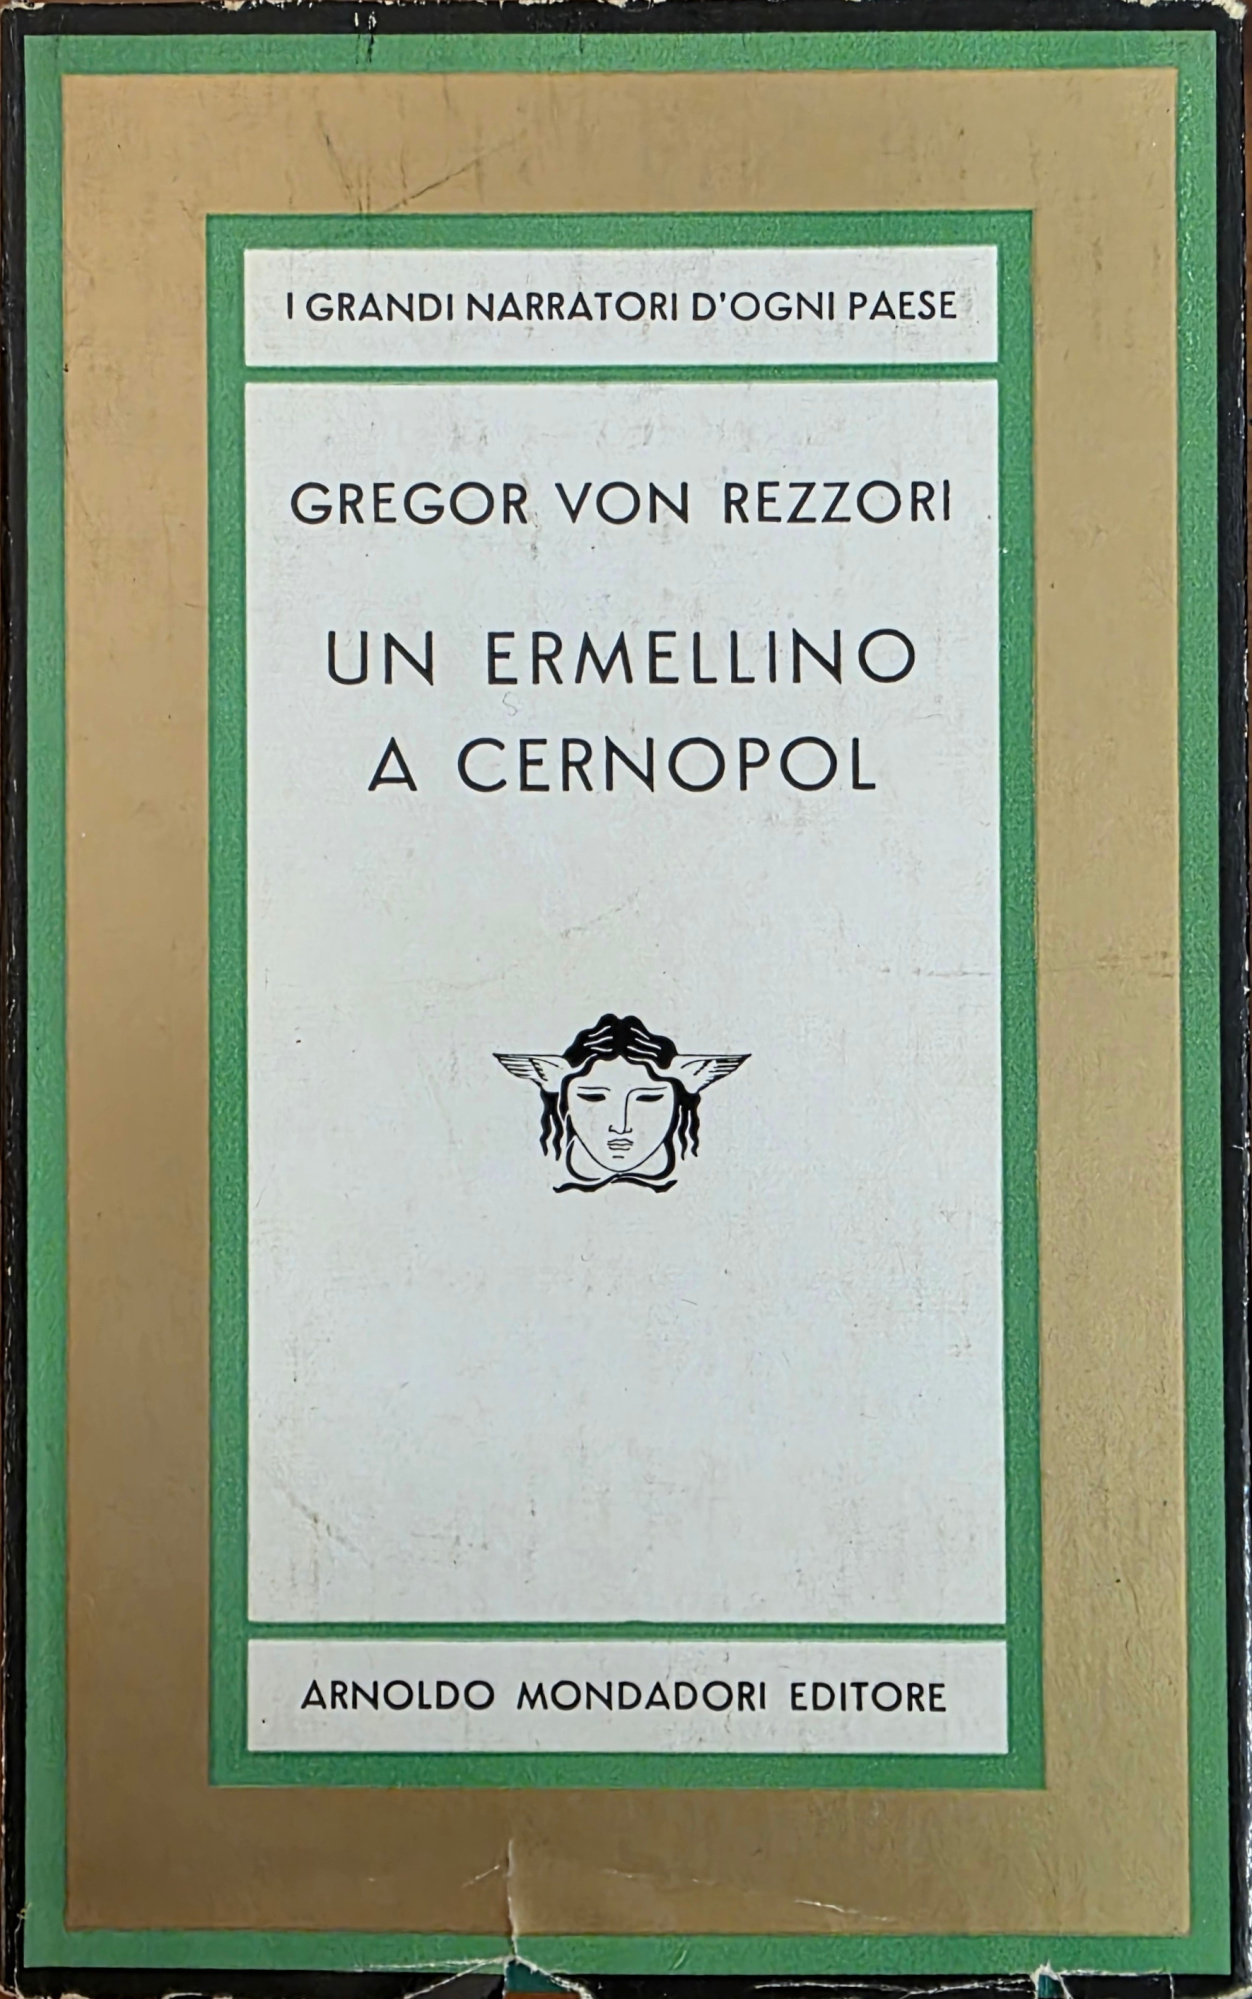 I GRANDI NARRATORI D'OGNI PAESE
GREGOR VON REZZORI
UN ERMELLINO
A CERNOPOL
ARNOLDO MONDADORI EDITORE